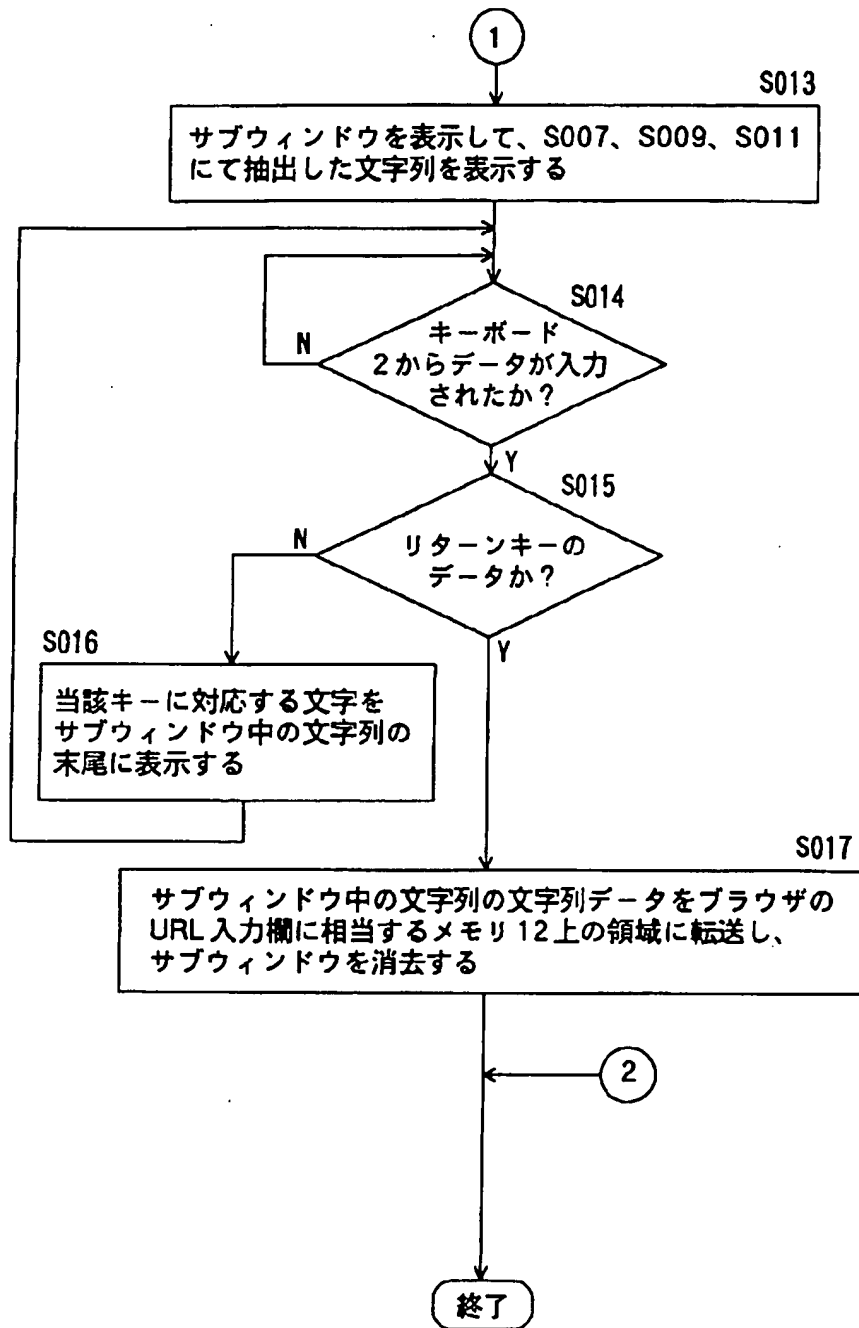 1
S013
サブウィンドウを表示して、S007、S009、S011
にて抽出した文字列を表示する
S014
キーボード
2からデータが入力
されたか？
N
Y
S015
リターンキーの
データか？
N
Y
S016
当該キーに対応する文字を
サブウィンドウ中の文字列の
末尾に表示する
S017
サブウィンドウ中の文字列の文字列データをブラウザの
URL入力欄に相当するメモリ12上の領域に転送し、
サブウィンドウを消去する
2
終了